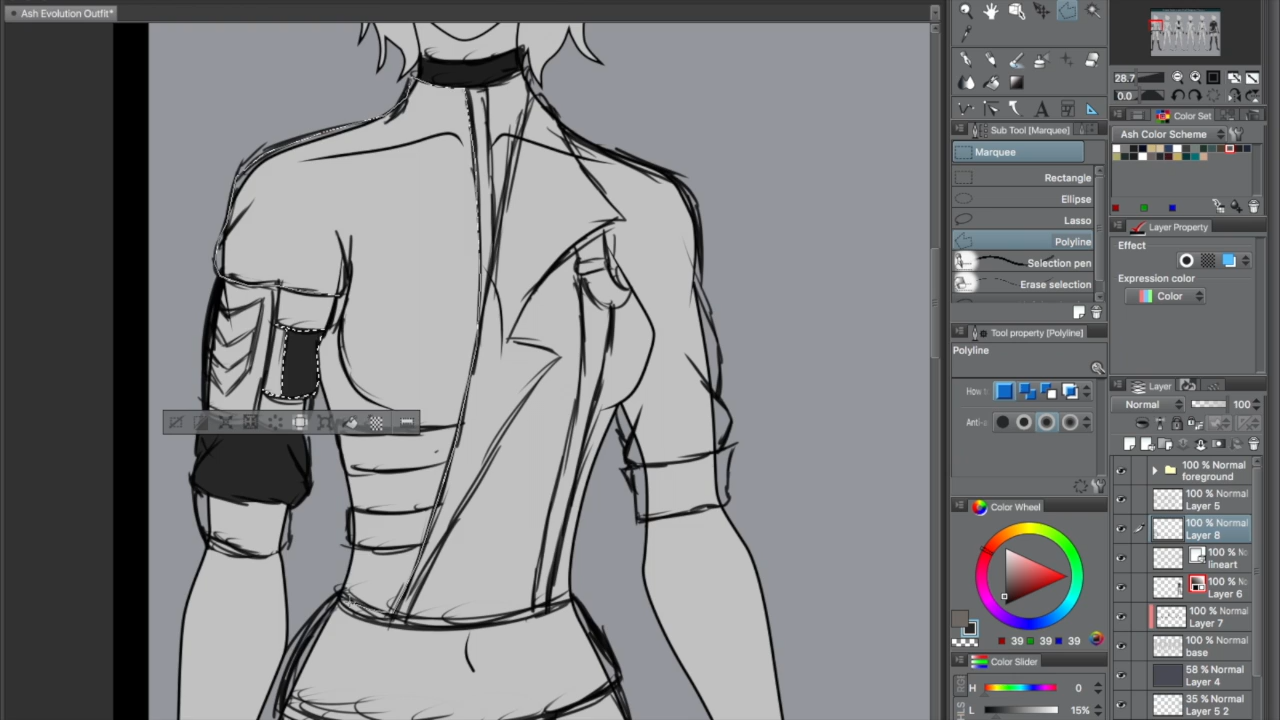 Ash Evolution Outfit*
28.7
0.0
Color Set
Ash Color Scheme
Sub Tool [Marquee]
Marquee
Rectangle
Ellipse
Lasso
Polyline
Selection pen
Erase selection
Layer Property
Effect
Expression color
Color
Tool property [Polyline]
Polyline
Layer
Normal
100
100 % Normal
foreground
100 % Normal
Layer 5
100 % Normal
Layer 8
100 %
lineart
100 %
Layer 6
100 % Normal
Layer 7
100 % Normal
base
58 % Normal
Layer 4
35 % Normal
Layer 5 2
Color Wheel
39 39 39
Color Slider
H 0
L 15%